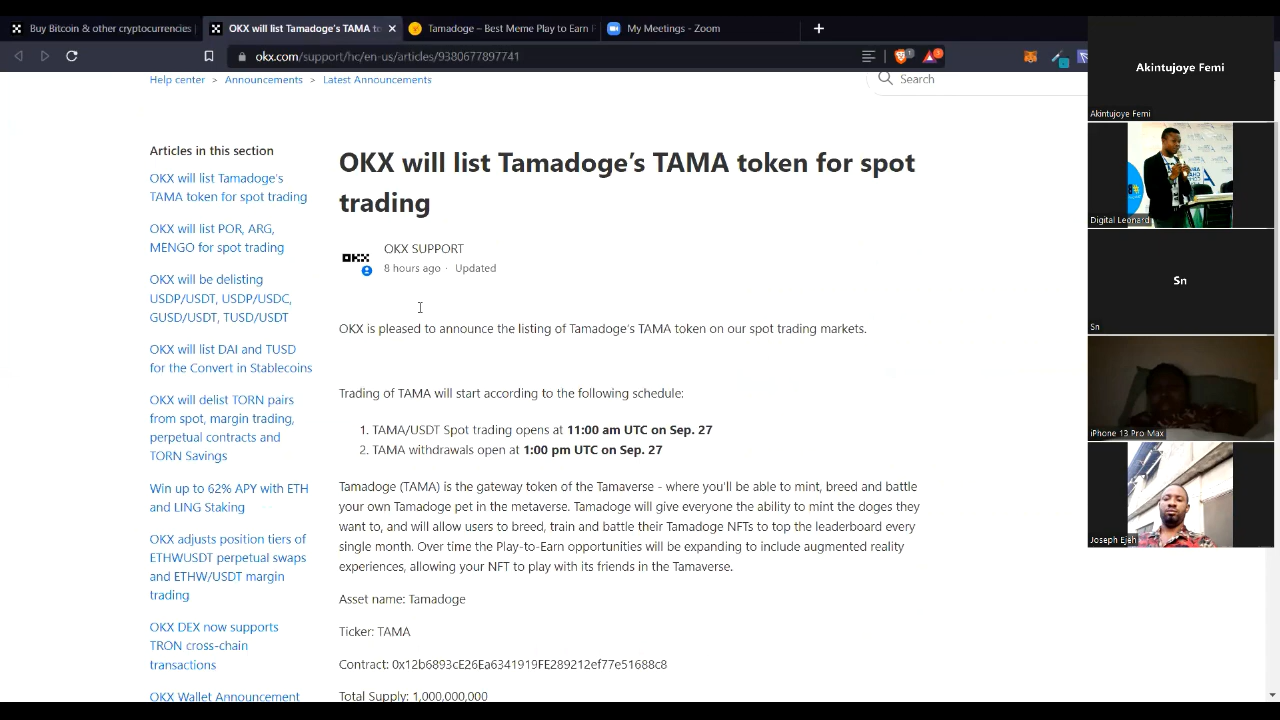 Buy Bitcoin & other cryptocurrencies
OKX will list Tamadoge's TAMA to
Tamadoge – Best Meme Play to Earn
My Meetings - Zoom
okx.com/support/hc/en-us/articles/9380677897741
Help center > Announcements > Latest Announcements
Search
Articles in this section
OKX will list Tamadoge's
TAMA token for spot
trading
OKX will list POR, ARG,
MENGO for spot trading
OKX will be delisting
USDP/USDT, USDP/USDC,
GUSD/USDT, TUSD/USDT
OKX will list DAI and TUSD
for the Convert in Stablecoins
OKX will delist TORN pairs
from spot, margin trading,
perpetual contracts and
TORN Savings
Win up to 62% APY with ETH
and LING Staking
OKX adjusts position tiers of
ETHWUSDT perpetual swaps
and ETHW/USDT margin
trading
OKX DEX now supports
TRON cross-chain
transactions
OKX Wallet Announcement
OKX will list Tamadoge's TAMA token for spot
trading
OKX
OKX SUPPORT
8 hours ago · Updated
OKX is pleased to announce the listing of Tamadoge's TAMA token on our spot trading markets.
Trading of TAMA will start according to the following schedule:
1. TAMA/USDT Spot trading opens at 11:00 am UTC on Sep. 27
2. TAMA withdrawals open at 1:00 pm UTC on Sep. 27
Tamadoge (TAMA) is the gateway token of the Tamaverse - where you'll be able to mint, breed and battle
your own Tamadoge pet in the metaverse. Tamadoge will give everyone the ability to mint the doges they
want to, and will allow users to breed, train and battle their Tamadoge NFTs to top the leaderboard every
single month. Over time the Play-to-Earn opportunities will be expanding to include augmented reality
experiences, allowing your NFT to play with its friends in the Tamaverse.
Asset name: Tamadoge
Ticker: TAMA
Contract: 0x12b6893cE26Ea6341919FE289212ef77e51688c8
Total Supply: 1,000,000,000
Akintujoye Femi
Akintujoye Femi
Digital Leonard
Sn
Sn
iPhone 13 Pro Max
Joseph Ejeh